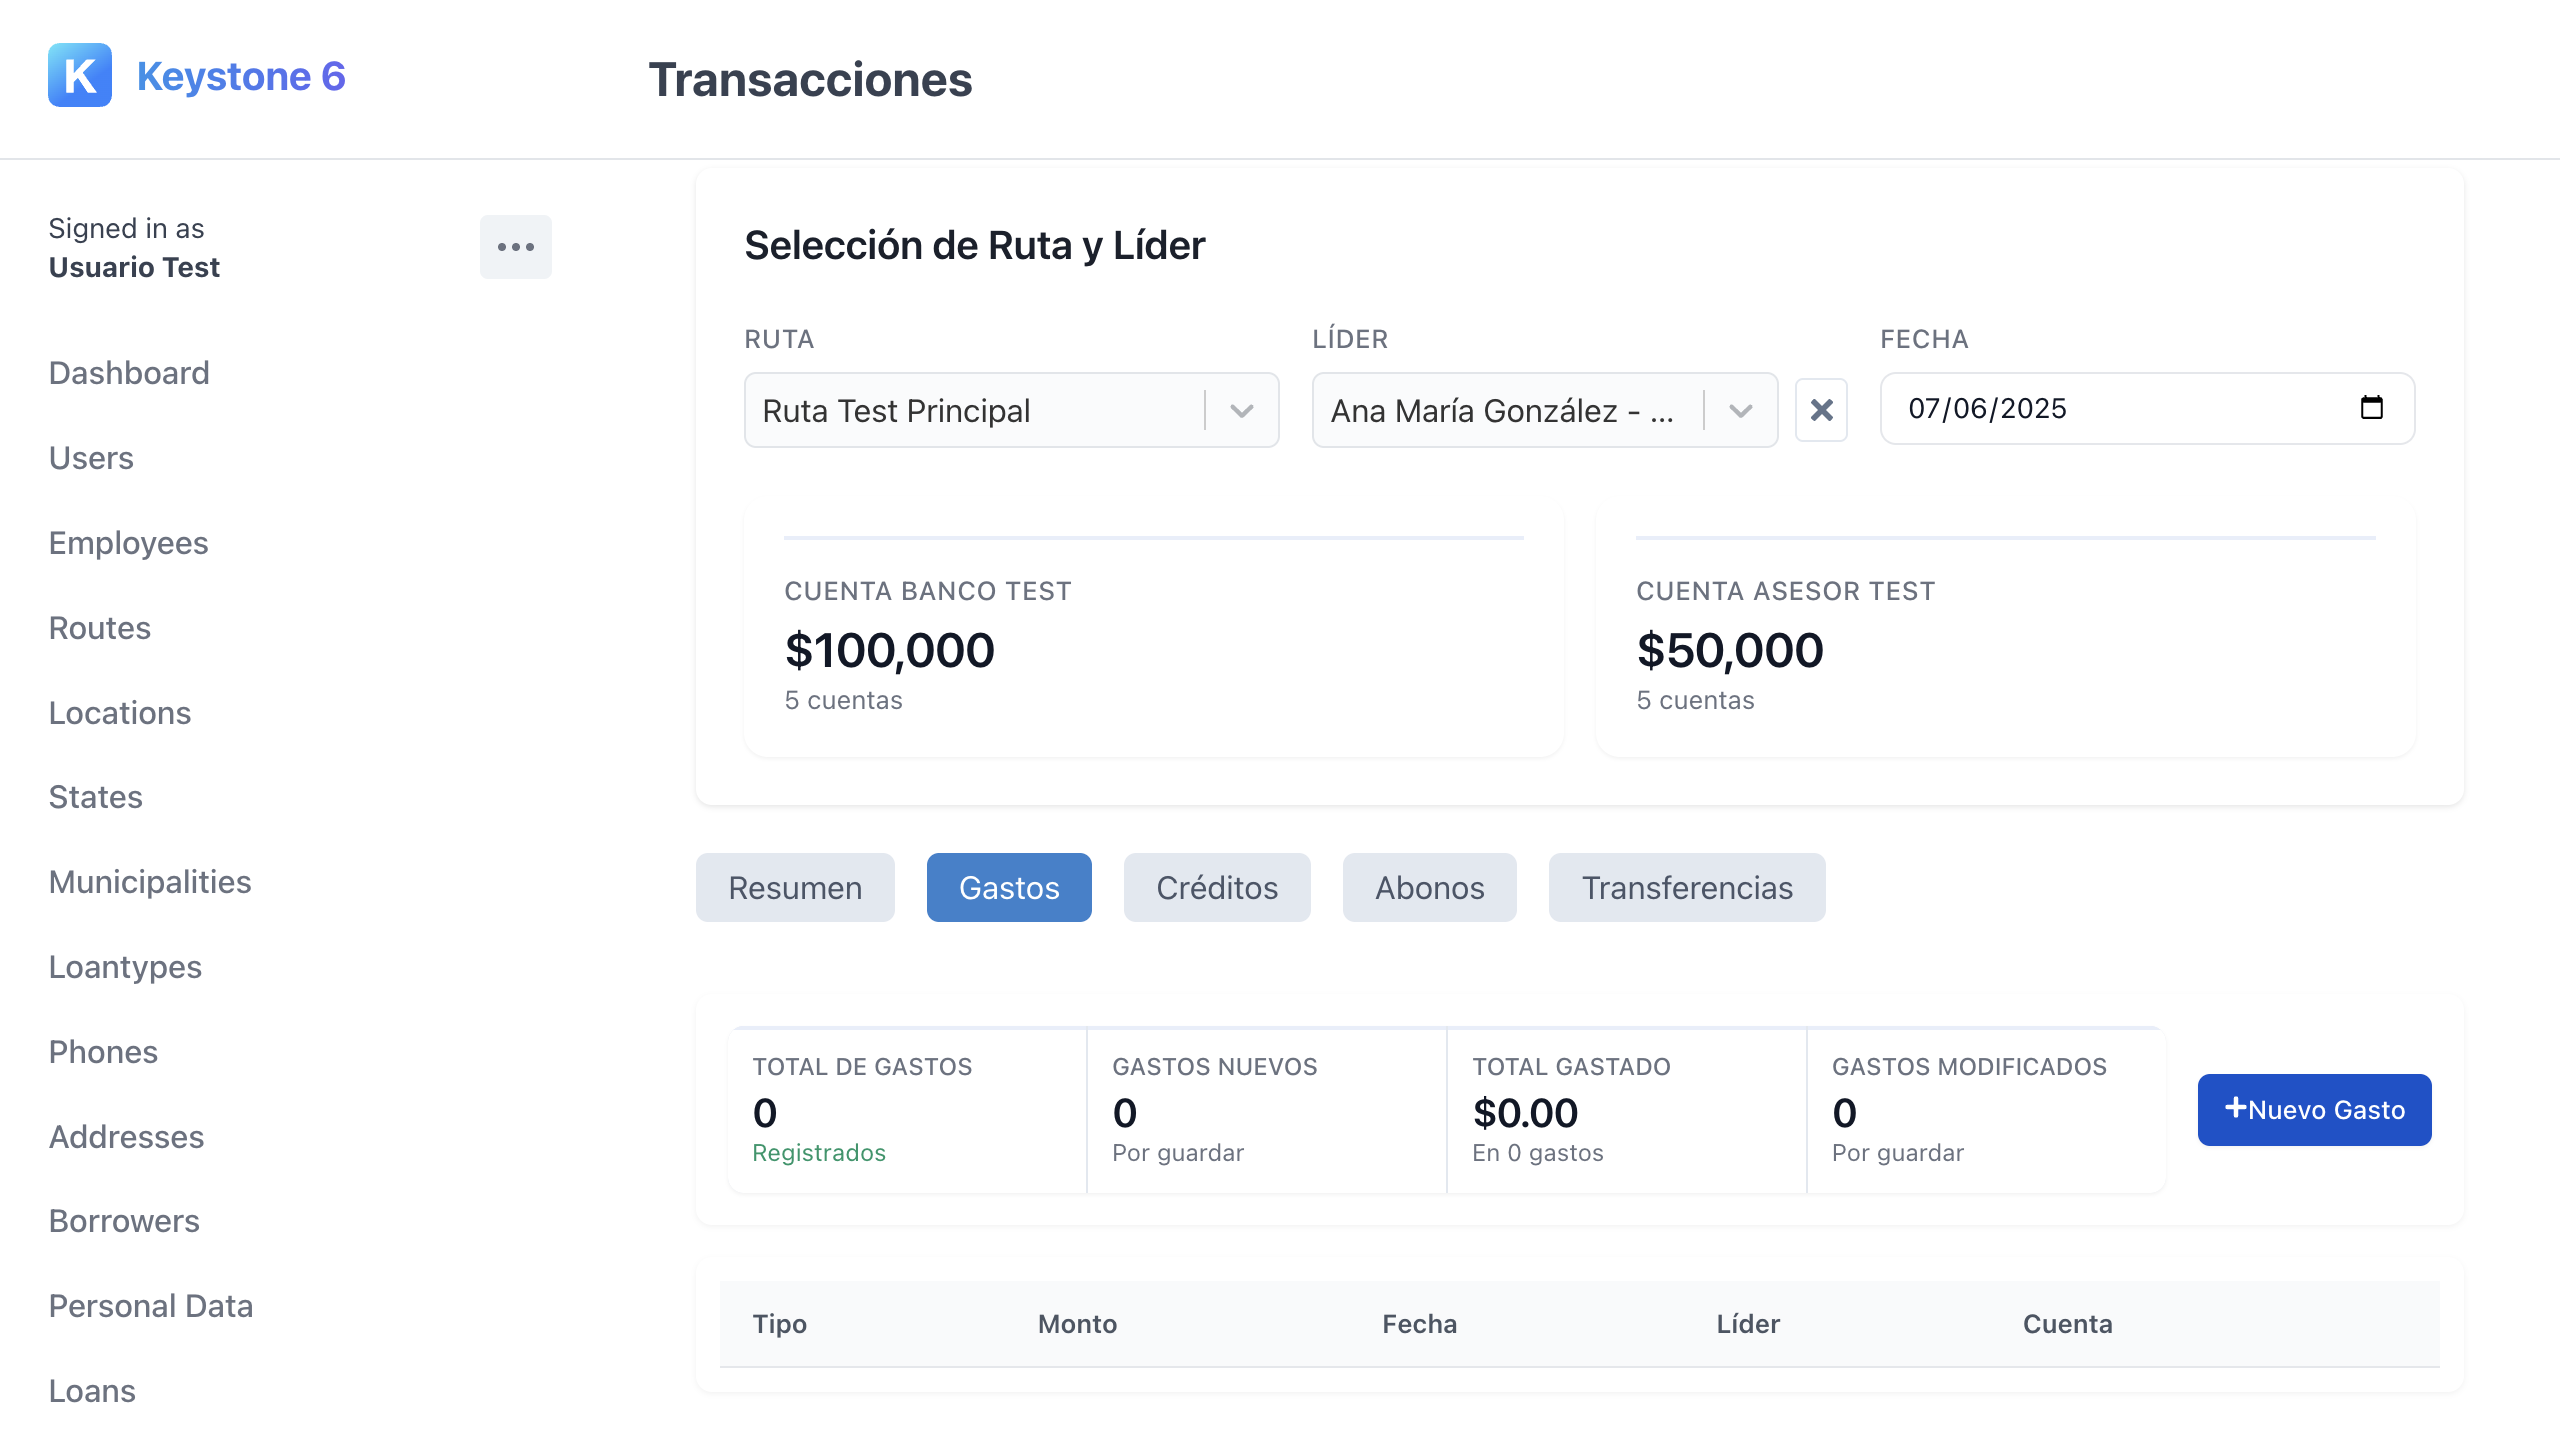 K Keystone 6
Transacciones
Signed in as
Usuario Test
Dashboard
Users
Employees
Routes
Locations
States
Municipalities
Loantypes
Phones
Addresses
Borrowers
Personal Data
Loans
Selección de Ruta y Líder
RUTA
LÍDER
FECHA
Ruta Test Principal
Ana María González - ...
07/06/2025
CUENTA BANCO TEST
$100,000
5 cuentas
CUENTA ASESOR TEST
$50,000
5 cuentas
Resumen
Gastos
Créditos
Abonos
Transferencias
TOTAL DE GASTOS
0
Registrados
GASTOS NUEVOS
0
Por guardar
TOTAL GASTADO
$0.00
En 0 gastos
GASTOS MODIFICADOS
0
Por guardar
+Nuevo Gasto
Tipo Monto Fecha Líder Cuenta